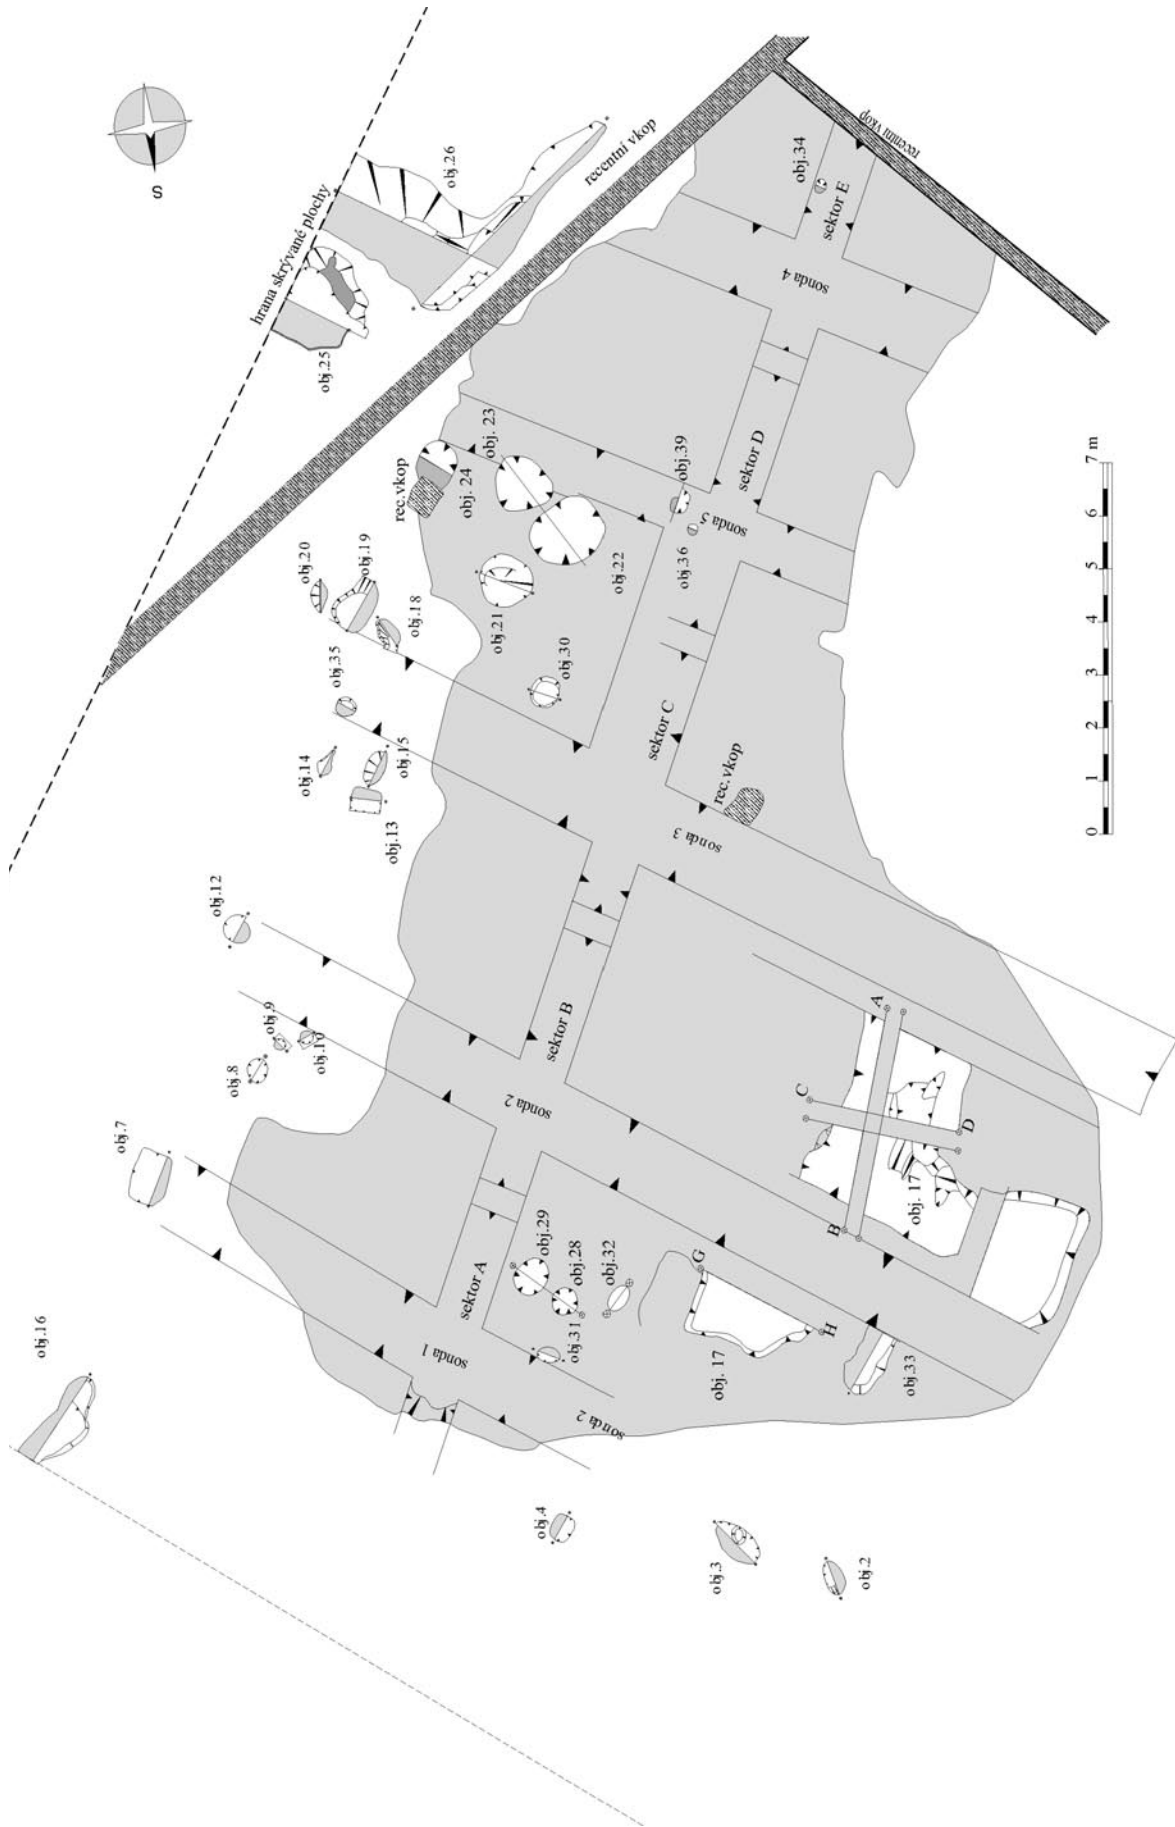 S
hrana skrývané plochy
obj.26
obj.25
recentní vkop
recentní vkop
obj.34
sektor E
sonda 4
obj. 23
obj. 24
rec.vkop
obj.39
sektor D
sonda 5
obj.36
obj.22
obj.21
obj.20
obj.19
obj.18
obj.30
obj.35
obj.14
obj.15
obj.13
sektor C
rec.vkop
sonda 3
obj.12
obj.9
obj.10
obj.8
sektor B
sonda 2
obj.7
A
C
D
B
obj. 17
obj.29
obj.28
obj.32
obj.31
sektor A
sonda 1
G
H
obj. 17
obj.33
sonda 2
obj.16
obj.4
obj.3
obj.2
0 1 2 3 4 5 6 7 m